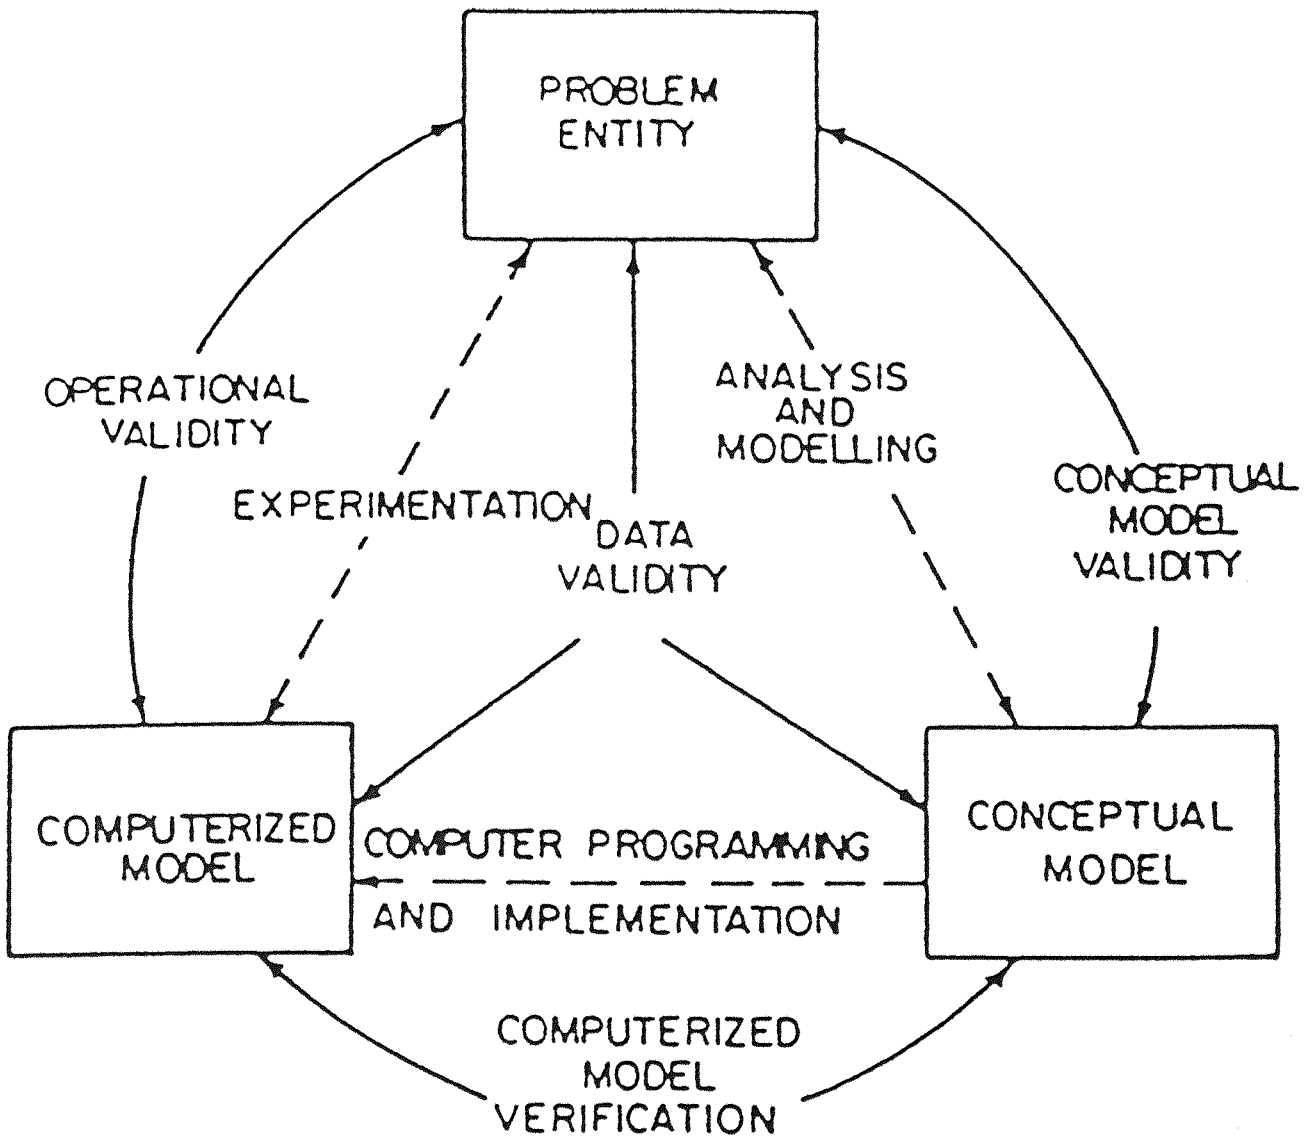 PROBLEM
ENTITY
OPERATIONAL
VALIDITY
ANALYSIS
AND
MODELLING
EXPERIMENTATION
DATA
VALIDITY
CONCEPTUAL
MODEL
VALIDITY
COMPUTERIZED
MODEL
COMPUTER PROGRAMMING
AND IMPLEMENTATION
CONCEPTUAL
MODEL
COMPUTERIZED
MODEL
VERIFICATION